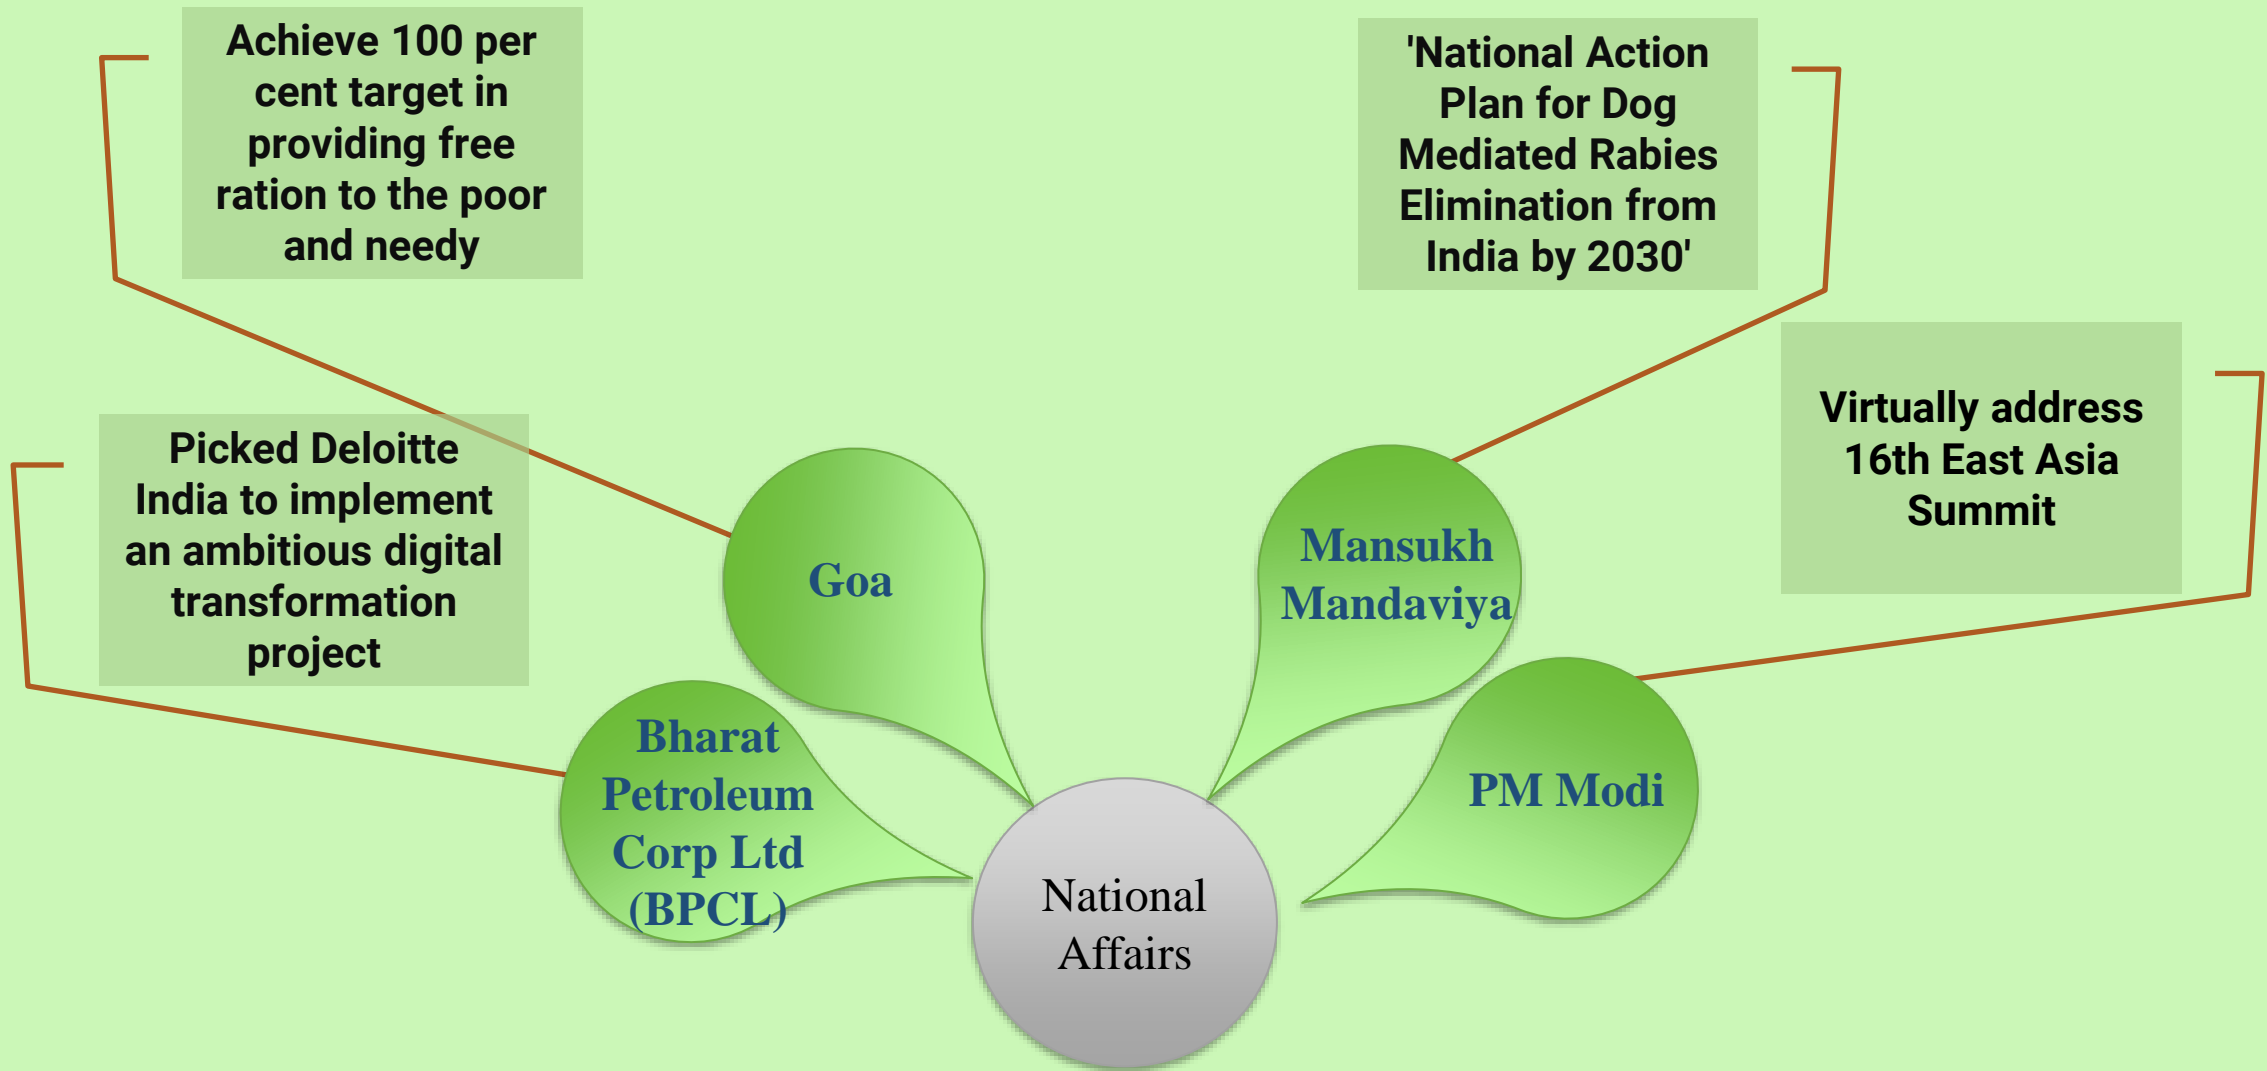 Achieve 100 per
cent target in
providing free
ration to the poor
and needy
'National Action
Plan for Dog
Mediated Rabies
Elimination from
India by 2030'
Picked Deloitte
India to implement
an ambitious digital
transformation
project
Virtually address
16th East Asia
Summit
Goa
Mansukh
Mandaviya
Bharat
Petroleum
Corp Ltd
(BPCL)
PM Modi
National
Affairs